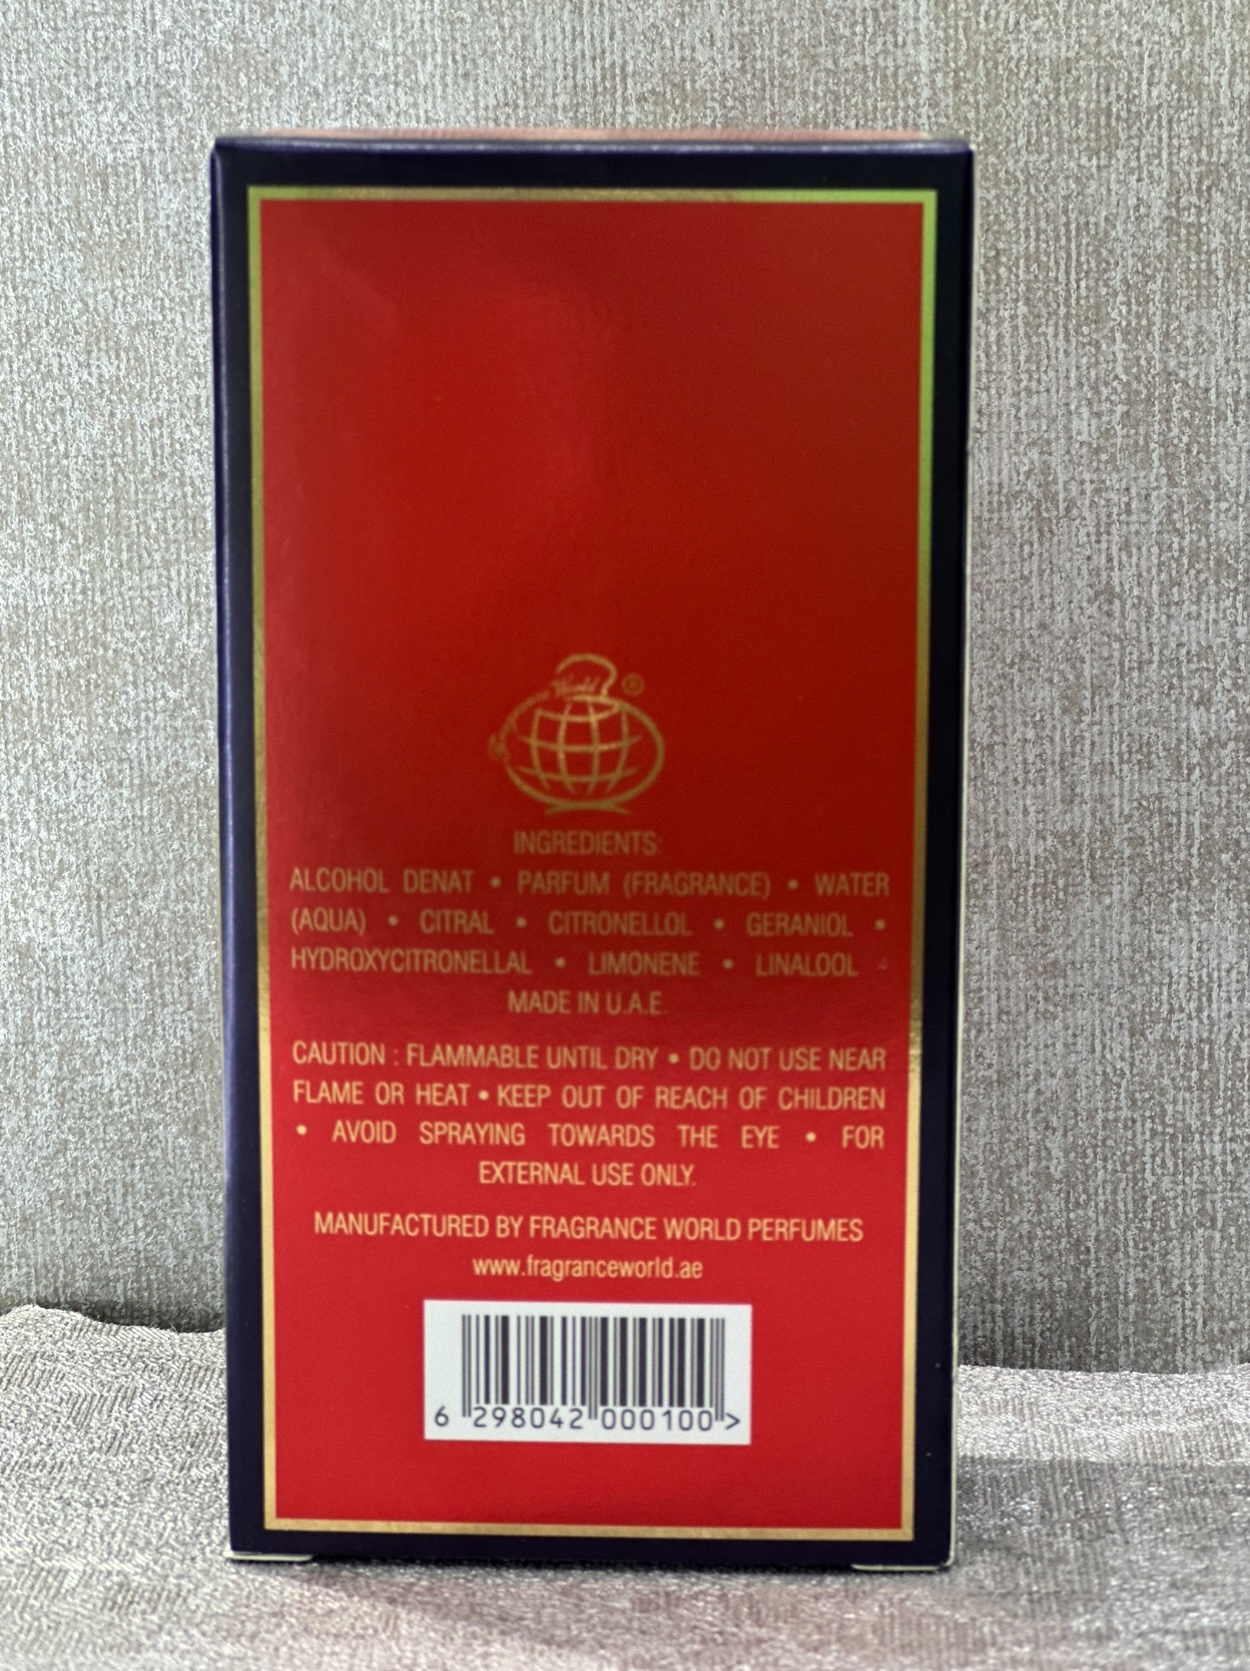 Fragrance World ®
INGREDIENTS:
ALCOHOL DENAT • PARFUM (FRAGRANCE) • WATER
(AQUA) • CITRAL • CITRONELLOL • GERANIOL •
HYDROXYCITRONELLAL • LIMONENE • LINALOOL -
MADE IN U.A.E.
CAUTION : FLAMMABLE UNTIL DRY • DO NOT USE NEAR
FLAME OR HEAT • KEEP OUT OF REACH OF CHILDREN
• AVOID SPRAYING TOWARDS THE EYE • FOR
EXTERNAL USE ONLY.
MANUFACTURED BY FRAGRANCE WORLD PERFUMES
www.fragranceworld.ae
6 298042 000100 >